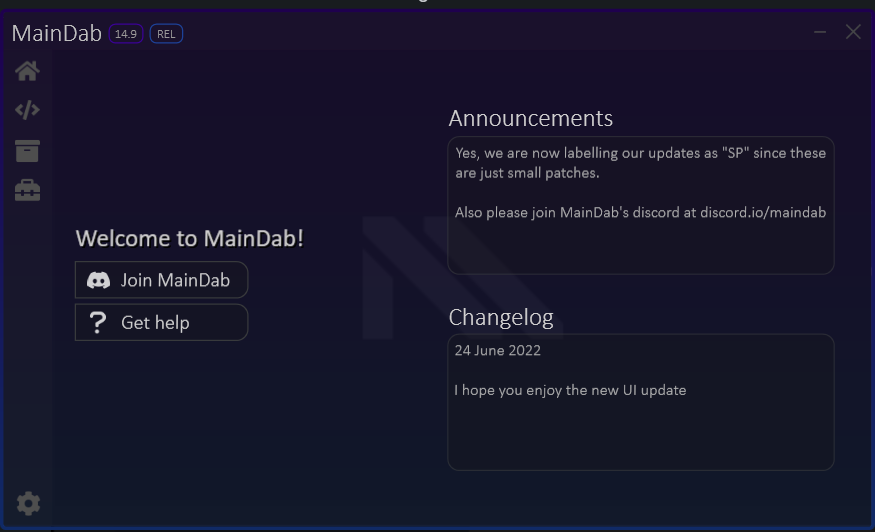 MainDab 14.9 REL
Announcements
Yes, we are now labelling our updates as "SP" since these
are just small patches.
Also please join MainDab's discord at discord.io/maindab
Welcome to MainDab!
Join MainDab
Get help
Changelog
24 June 2022
I hope you enjoy the new UI update